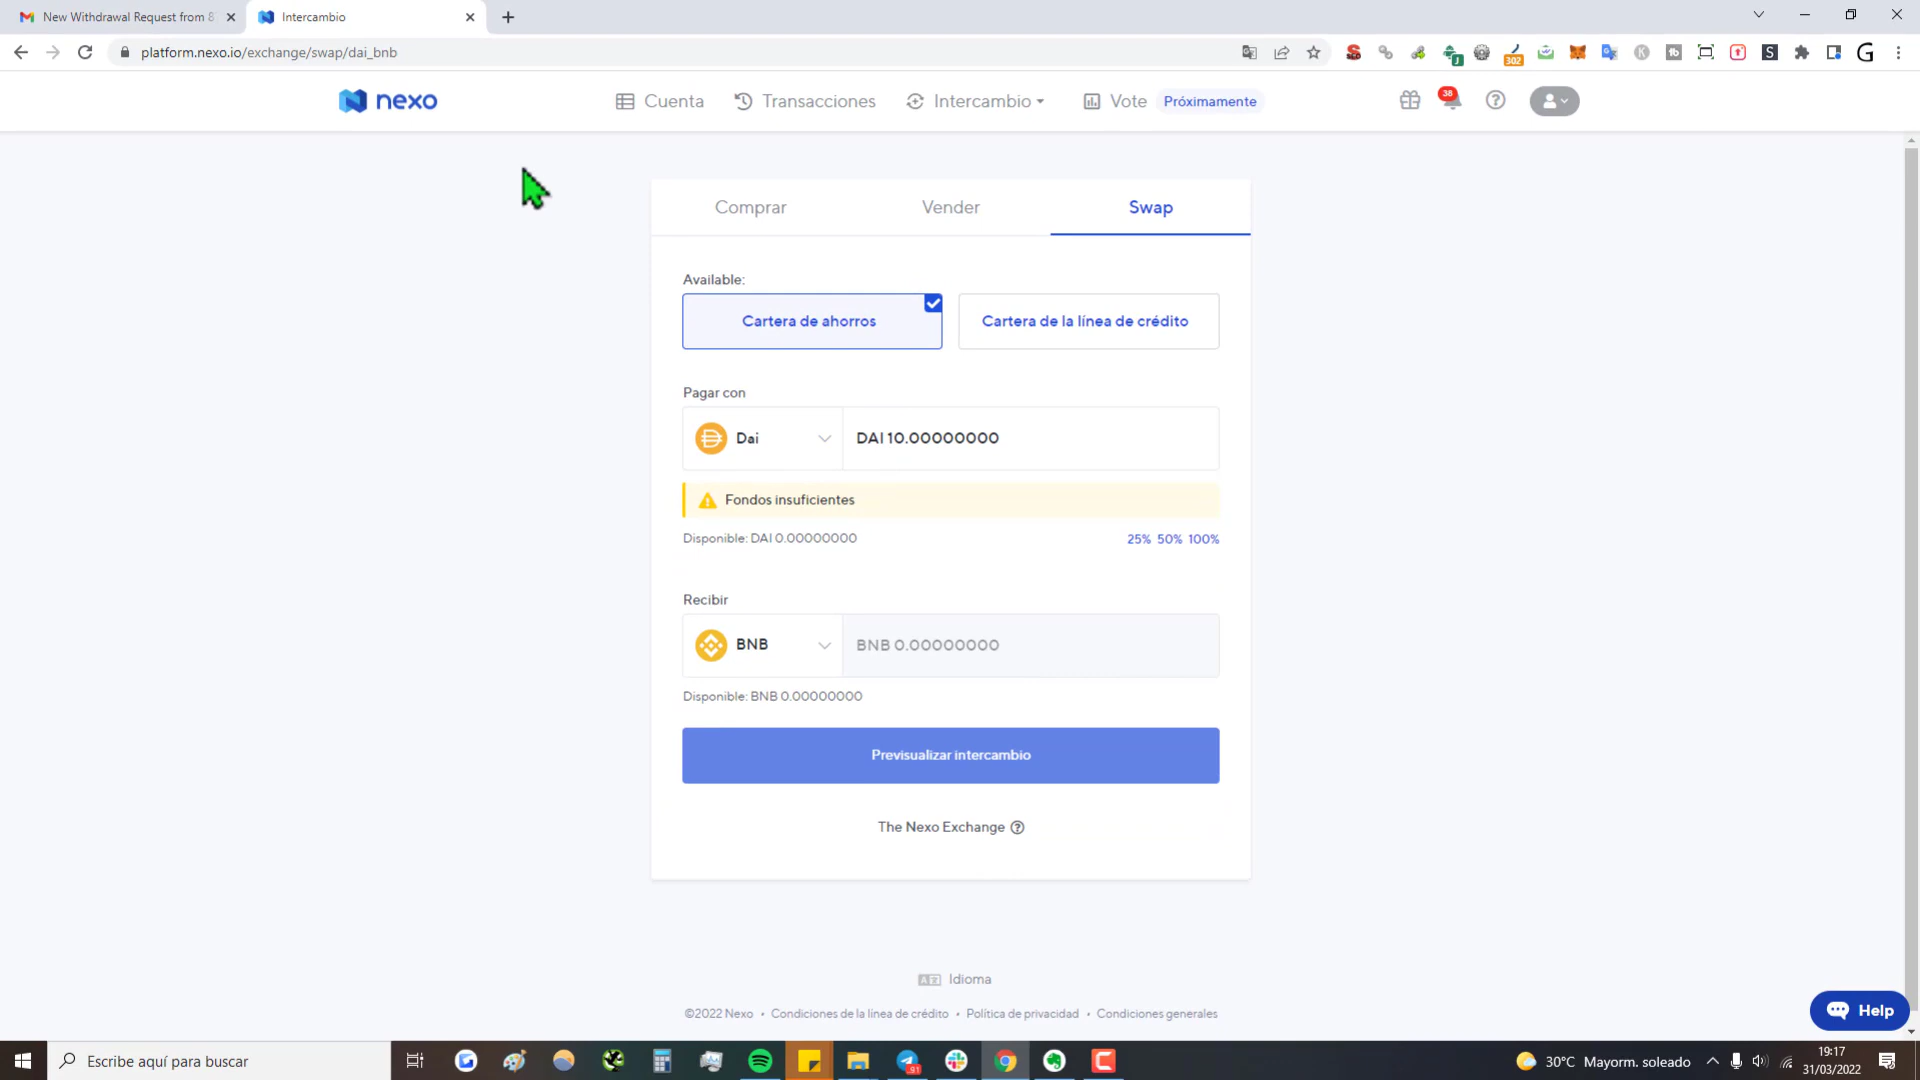 New Withdrawal Request from 8
Intercambio
platform.nexo.io/exchange/swap/dai_bnb
302
nexo
Cuenta
Transacciones
Intercambio
Vote
Próximamente
38
Comprar
Vender
Swap
Available:
Cartera de ahorros
Cartera de la línea de crédito
Pagar con
Dai
DAI 10.00000000
Fondos insuficientes
Disponible: DAI 0.00000000
25% 50% 100%
Recibir
BNB
BNB 0.00000000
Disponible: BNB 0.00000000
Previsualizar intercambio
The Nexo Exchange
Idioma
©2022 Nexo • Condiciones de la línea de crédito • Política de privacidad • Condiciones generales
Help
Escribe aquí para buscar
91
30°C Mayorm. soleado
19:17
31/03/2022